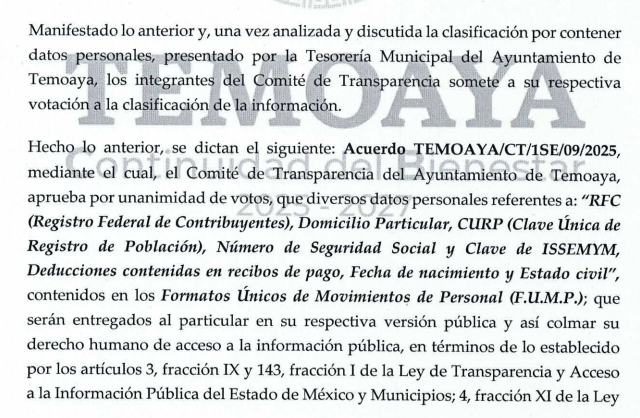 Manifestado lo anterior y, una vez analizada y discutida la clasificación por contener
datos personales, presentado por la Tesorería Municipal del Ayuntamiento de
Temoaya, los integrantes del Comité de Transparencia somete a su respectiva
votación a la clasificación de la información.
TEMOAYA
Hecho lo anterior, se dictan el siguiente: Acuerdo TEMOAYA/CT/1SE/09/2025,
Continuidad del Bienestar
mediante el cual, el Comité de Transparencia del Ayuntamiento de Temoaya,
aprueba por unanimidad de votos, que diversos datos personales referentes a: "RFC
2025 - 2027
(Registro Federal de Contribuyentes), Domicilio Particular, CURP (Clave Única de
Registro de Población), Número de Seguridad Social y Clave de ISSEMYM,
Deducciones contenidas en recibos de pago, Fecha de nacimiento y Estado civil",
contenidos en los Formatos Únicos de Movimientos de Personal (F.U.M.P.); que
serán entregados al particular en su respectiva versión pública y así colmar su
derecho humano de acceso a la información pública, en términos de lo establecido
por los artículos 3, fracción IX y 143, fracción I de la Ley de Transparencia y Acceso
a la Información Pública del Estado de México y Municipios; 4, fracción XI de la Ley